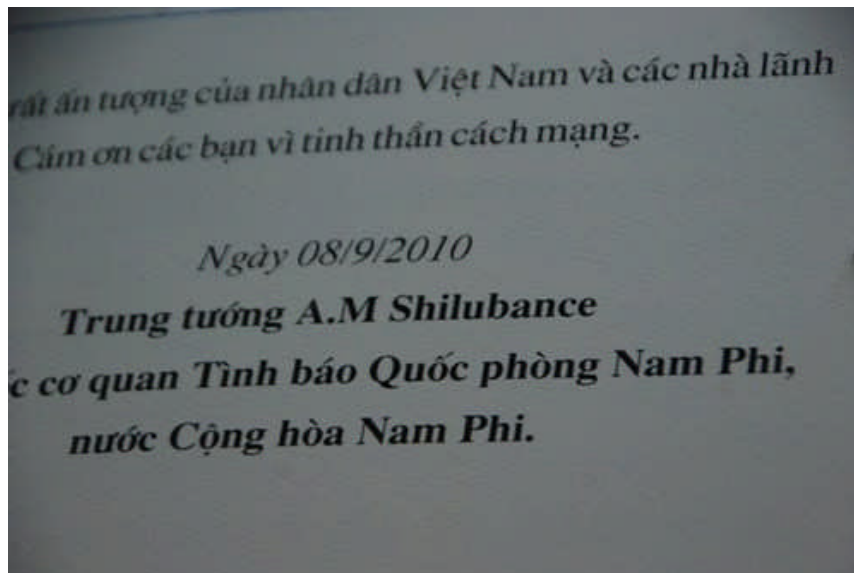 rất ấn tượng của nhân dân Việt Nam và các nhà lãnh
Cám ơn các bạn vì tinh thần cách mạng.
Ngày 08/9/2010
Trung tướng A.M Shilubance
c cơ quan Tình báo Quốc phòng Nam Phi,
nước Cộng hòa Nam Phi.